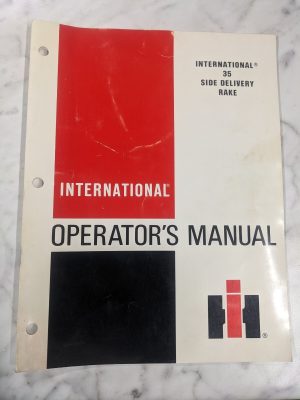 INTERNATIONAL®
35
SIDE DELIVERY
RAKE
INTERNATIONAL®
OPERATOR'S MANUAL
IH®